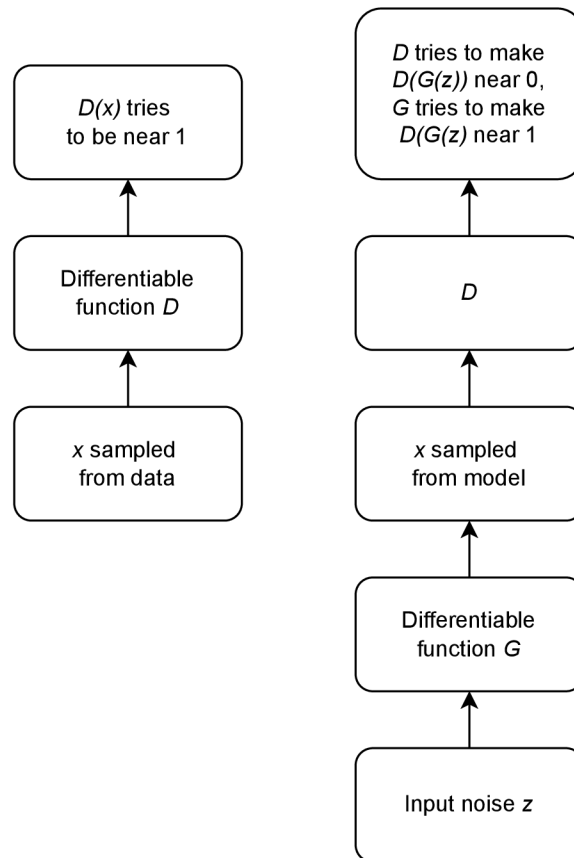 D(x) tries
to be near 1
Differentiable
function D
x sampled
from data
D tries to make
D(G(z)) near 0,
G tries to make
D(G(z) near 1
D
x sampled
from model
Differentiable
function G
Input noise z